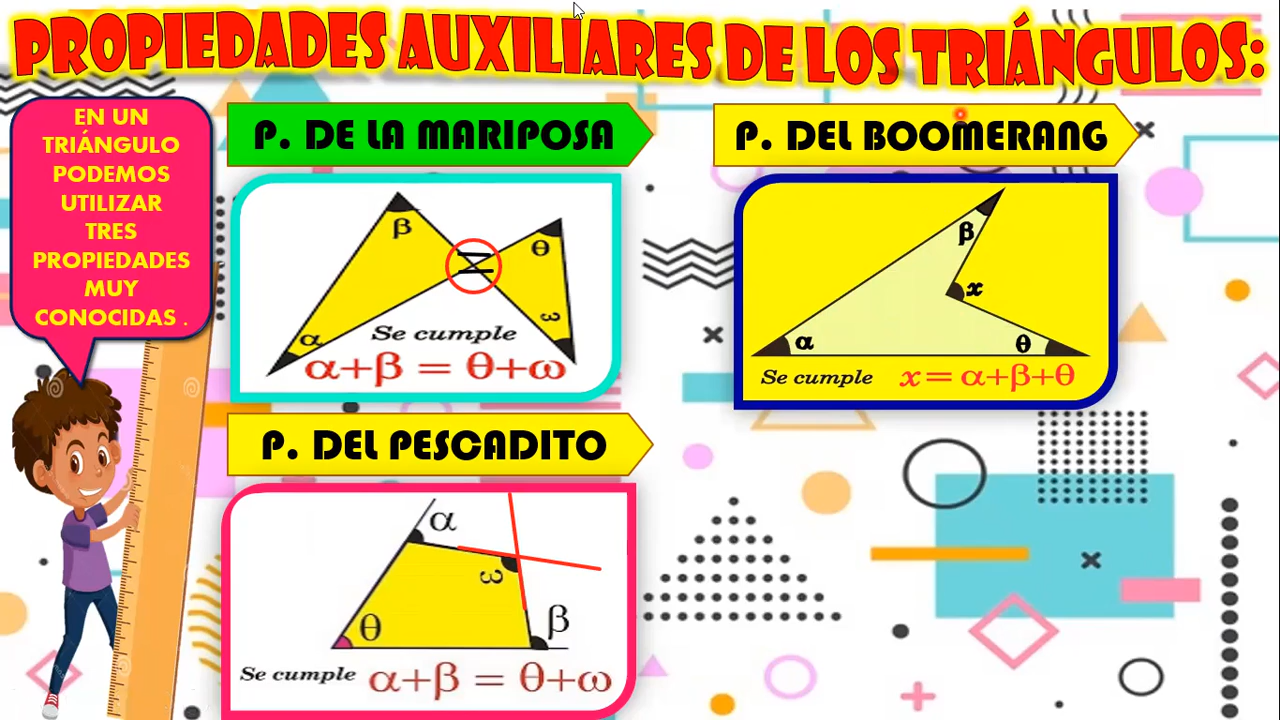 PROPIEDADES AUXILIARES DE LOS TRIÁNGULOS:
EN UN
TRIÁNGULO
PODEMOS
UTILIZAR
TRES
PROPIEDADES
MUY
CONOCIDAS .
P. DE LA MARIPOSA
β
θ
α
ω
Se cumple
α+β = θ+ω
P. DEL BOOMERANG
β
x
α
θ
Se cumple x = α+β+θ
P. DEL PESCADITO
α
ω
θ
β
Se cumple α+β = θ+ω